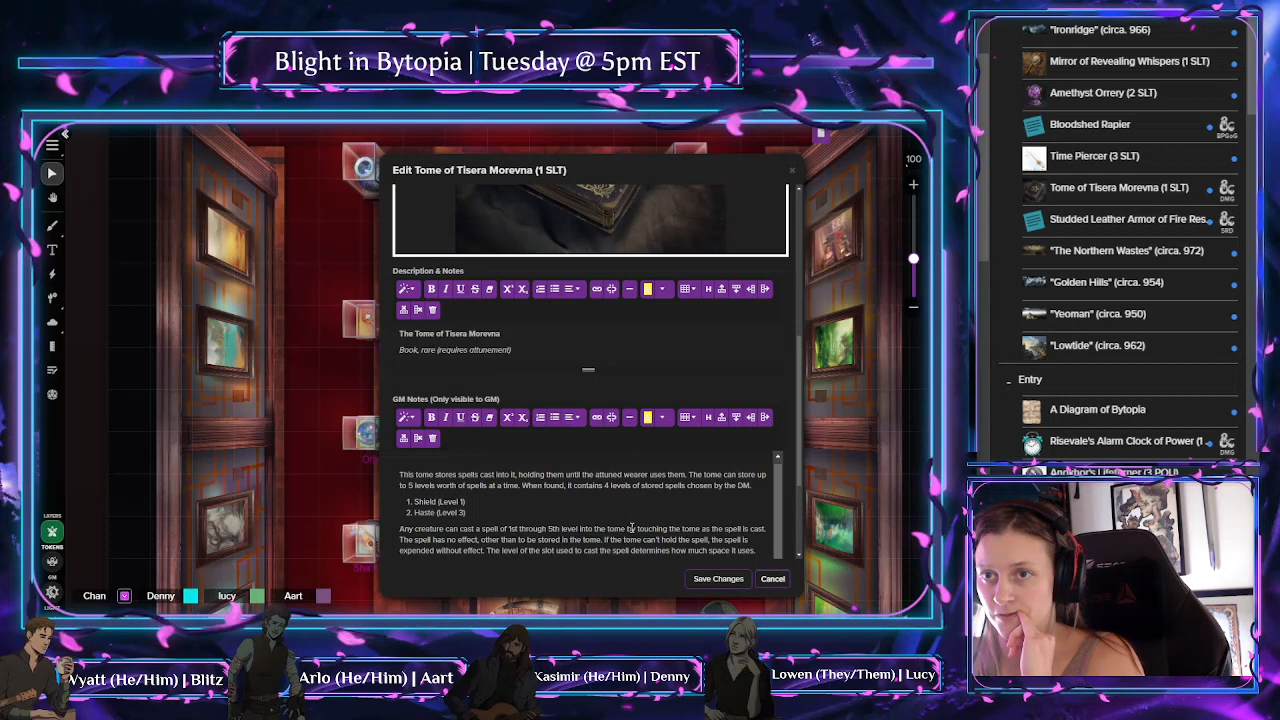 Blight in Bytopia | Tuesday @ 5pm EST
"Ironridge" (circa. 966)
Mirror of Revealing Whispers (1 SLT)
Amethyst Orrery (2 SLT)
Bloodshed Rapier
BPGoG
Time Piercer (3 SLT)
Tome of Tisera Morevna (1 SLT)
DMG
Studded Leather Armor of Fire Res...
SRD
"The Northern Wastes" (circa. 972)
"Golden Hills" (circa. 954)
"Yeoman" (circa. 950)
"Lowtide" (circa. 962)
Entry
A Diagram of Bytopia
Risevale's Alarm Clock of Power (1
DMG
100
Edit Tome of Tisera Morevna (1 SLT)
Description & Notes
The Tome of Tisera Morevna
Book, rare (requires attunement)
GM Notes (Only visible to GM)
This tome stores spells cast into it, holding them until the attuned wearer uses them. The tome can store up
to 5 levels worth of spells at a time. When found, it contains 4 levels of stored spells chosen by the DM.
1. Shield (Level 1)
2. Haste (Level 3)
Any creature can cast a spell of 1st through 5th level into the tome by touching the tome as the spell is cast.
The spell has no effect, other than to be stored in the tome. If the tome can't hold the spell, the spell is
expended without effect. The level of the slot used to cast the spell determines how much space it uses.
Save Changes
Cancel
LAYERS
TOKENS
GM
LIGHT
Chan
Denny
lucy
Aart
Wyatt (He/Him) | Blitz
Arlo (He/Him) | Aart
Kasimir (He/Him) | Denny
Lowen (They/Them) | Lucy